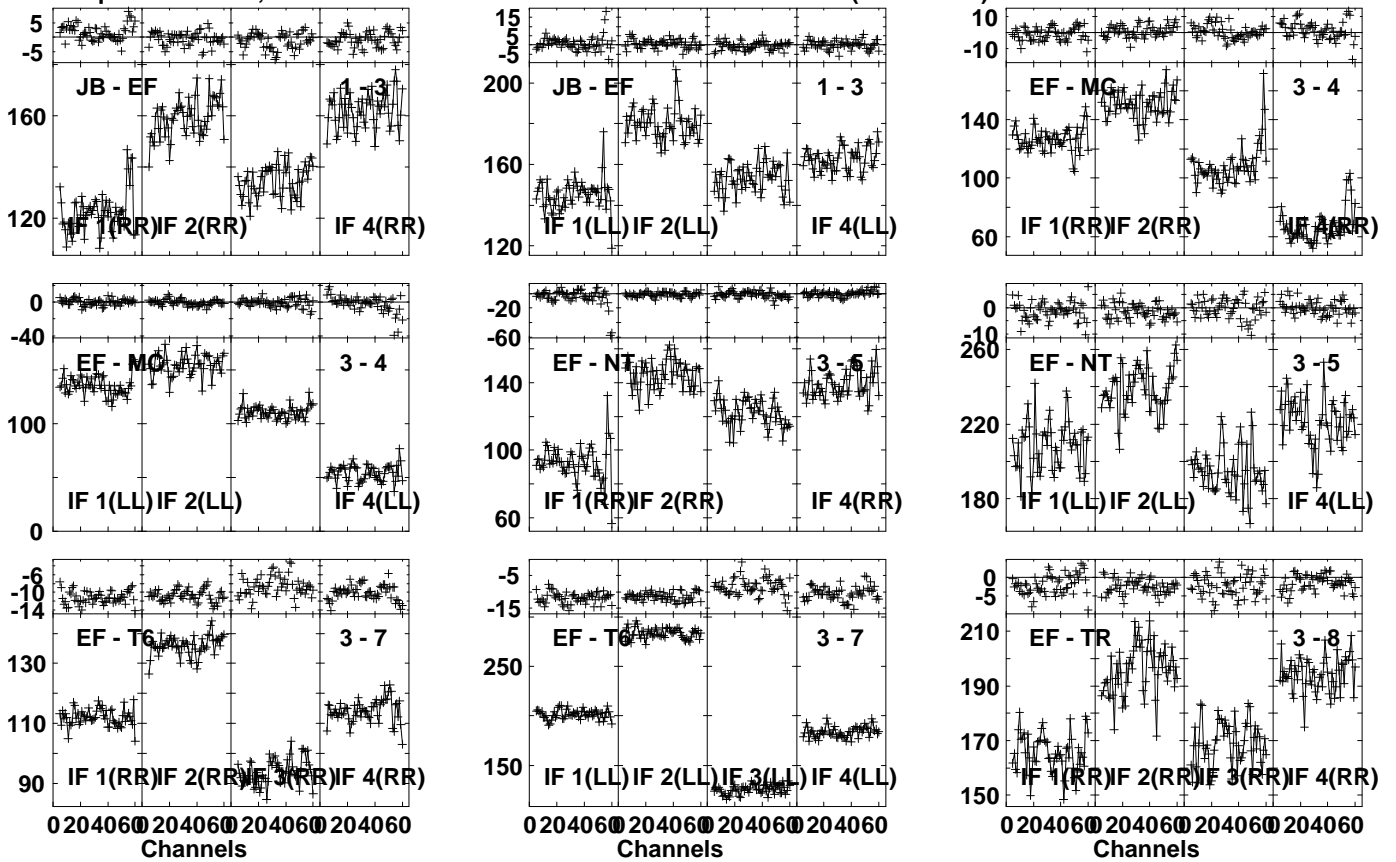 5
-5
JB - EF
1 - 3
160
120
IF 1(RR)
IF 2(RR)
IF 4(RR)
15
5
-5
JB - EF
1 - 3
200
160
120
IF 1(LL)
IF 2(LL)
IF 4(LL)
10
-10
EF - MC
3 - 4
140
100
60
IF 1(RR)
IF 2(RR)
IF 4(RR)
0
-40
EF - MC
3 - 4
100
0
IF 1(LL)
IF 2(LL)
IF 4(LL)
-20
-60
EF - NT
3 - 5
140
100
60
IF 1(RR)
IF 2(RR)
IF 4(RR)
0
-10
EF - NT
3 - 5
260
220
180
IF 1(LL)
IF 2(LL)
IF 4(LL)
-6
-10
-14
EF - T6
3 - 7
130
110
90
IF 1(RR)
IF 2(RR)
IF 3(RR)
IF 4(RR)
0 20 40 60 0 20 40 60 0 20 40 60 0 20 40 60
Channels
-5
-15
EF - T6
3 - 7
250
150
IF 1(LL)
IF 2(LL)
IF 3(LL)
IF 4(LL)
0 20 40 60 0 20 40 60 0 20 40 60 0 20 40 60
Channels
0
-5
EF - TR
3 - 8
210
190
170
150
IF 1(RR)
IF 2(RR)
IF 3(RR)
IF 4(RR)
0 20 40 60 0 20 40 60 0 20 40 60 0 20 40 60
Channels